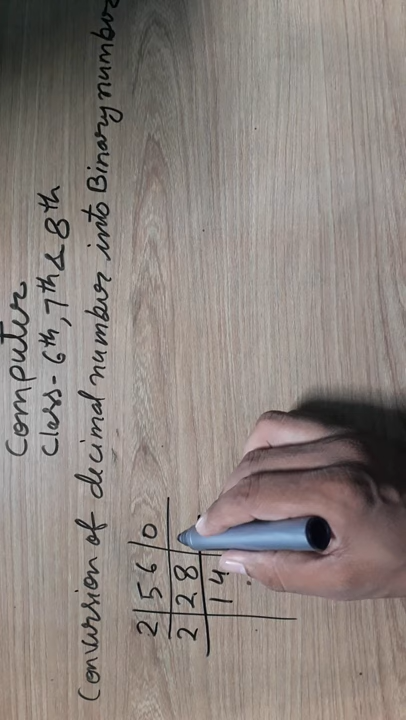 Computer
Class- 6th, 7th & 8th
Conversion of decimal number into Binary number
2 56 0
2 28
14